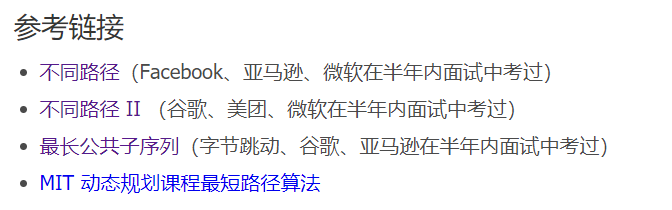 参考链接
不同路径（Facebook、亚马逊、微软在半年内面试中考过）
不同路径 II （谷歌、美团、微软在半年内面试中考过）
最长公共子序列（字节跳动、谷歌、亚马逊在半年内面试中考过）
MIT 动态规划课程最短路径算法